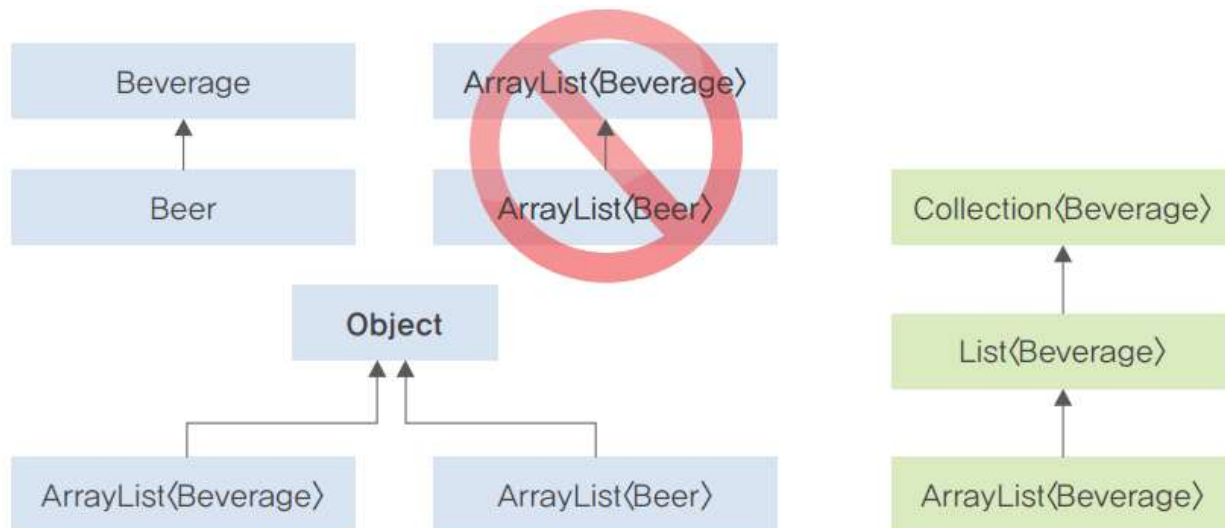 Beverage
ArrayList〈Beverage〉
Beer
ArrayList〈Beer〉
Collection〈Beverage〉
Object
List〈Beverage〉
ArrayList〈Beverage〉
ArrayList〈Beer〉
ArrayList〈Beverage〉